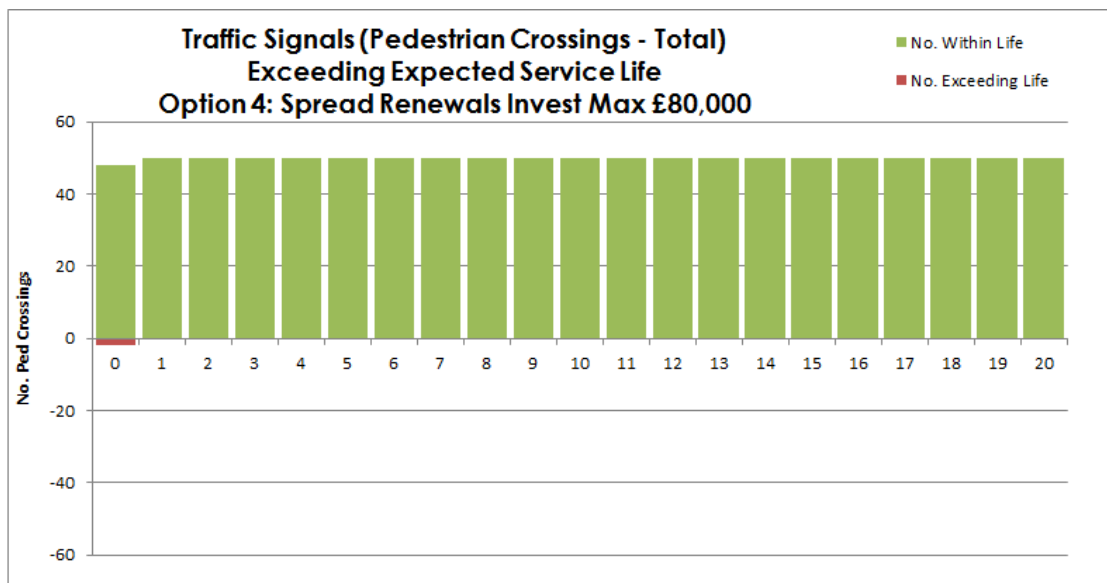 Traffic Signals (Pedestrian Crossings - Total)
Exceeding Expected Service Life
Option 4: Spread Renewals Invest Max £80,000
No. Within Life
No. Exceeding Life
No. Ped Crossings
60
40
20
0
-20
-40
-60
0 1 2 3 4 5 6 7 8 9 10 11 12 13 14 15 16 17 18 19 20